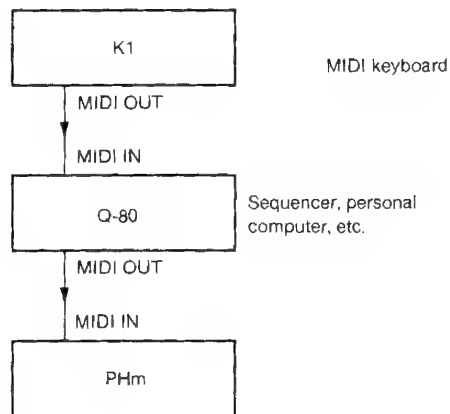 K1
MIDI keyboard
MIDI OUT
MIDI IN
Q-80
Sequencer, personal
computer, etc.
MIDI OUT
MIDI IN
PHm